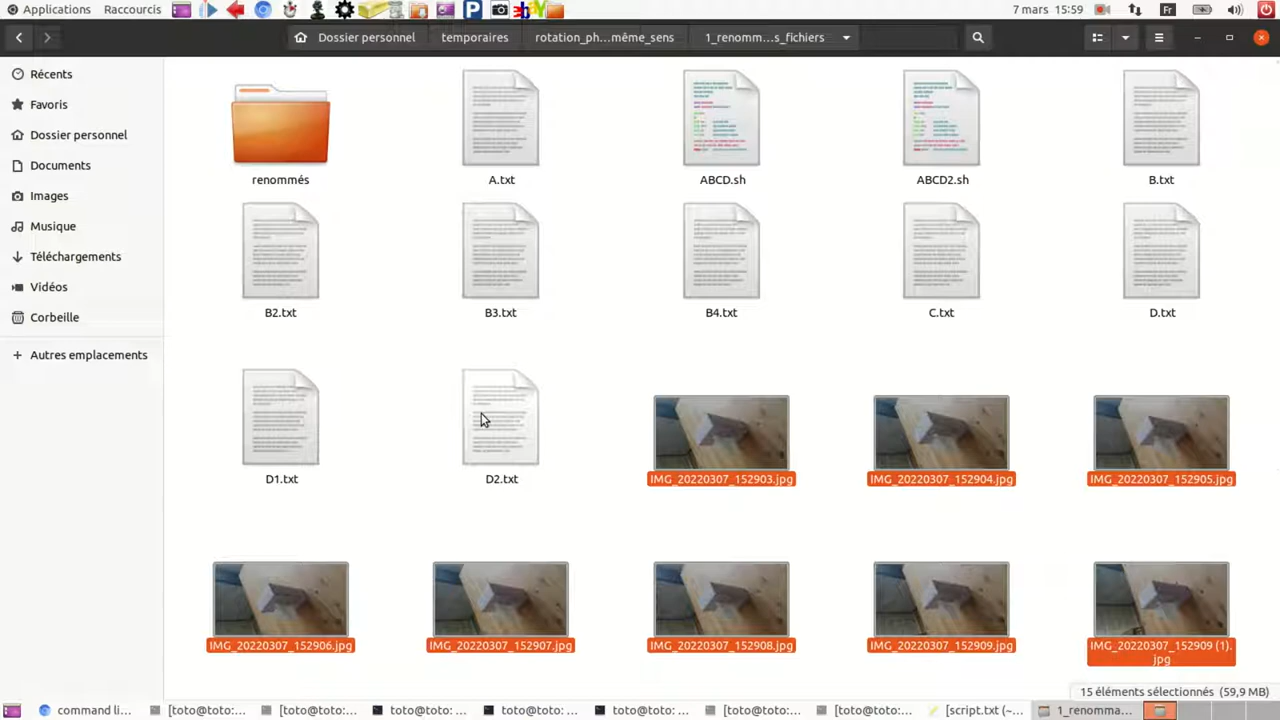 Applications Raccourcis 7 mars 15:59 Fr
Dossier personnel temporaires rotation_ph...même_sens 1_renomm...s_fichiers
Récents
Favoris
Dossier personnel
Documents
Images
Musique
Téléchargements
Vidéos
Corbeille
+ Autres emplacements
renommés A.txt ABCD.sh ABCD2.sh B.txt
B2.txt B3.txt B4.txt C.txt D.txt
D1.txt D2.txt IMG_20220307_152903.jpg IMG_20220307_152904.jpg IMG_20220307_152905.jpg
IMG_20220307_152906.jpg IMG_20220307_152907.jpg IMG_20220307_152908.jpg IMG_20220307_152909.jpg IMG_20220307_152909 (1).
jpg
15 éléments sélectionnés (59,9 MB)
command li... [toto@toto:... [toto@toto:... toto@toto: ... toto@toto: ... toto@toto: ... [toto@toto:... [toto@toto:... [script.txt (~... 1_renomma...